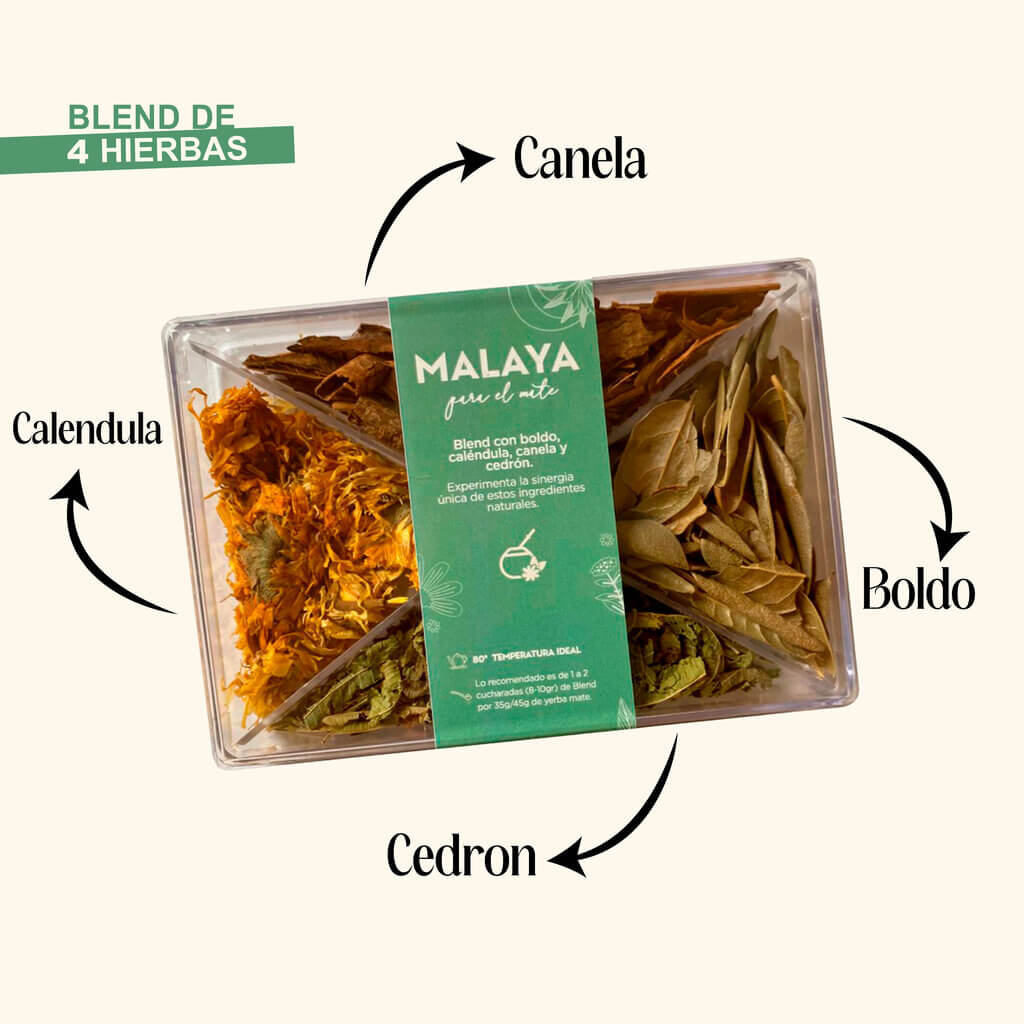 BLEND DE
4 HIERBAS
Canela
Calendula
MALAYA
para el mate
Blend con boldo,
caléndula, canela y
cedrón.
Experimenta la sinergia
única de estos ingredientes
naturales.
80° TEMPERATURA IDEAL
Lo recomendado es de 1 a 2
cucharadas (8-10gr) de Blend
por 35g/45g de yerba mate.
Boldo
Cedron